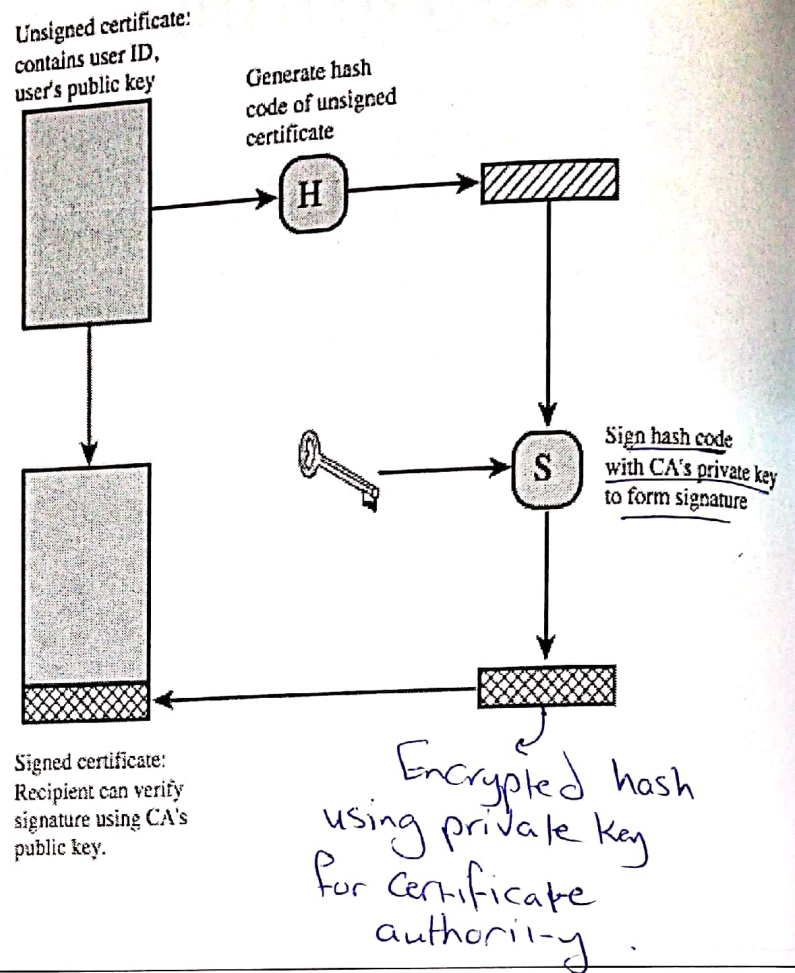 Unsigned certificate:
contains user ID,
user's public key
Generate hash
code of unsigned
certificate
H
S
Sign hash code
with CA's private key
to form signature
Signed certificate:
Recipient can verify
signature using CA's
public key.
Encrypted hash
using private key
for certificate
authority.